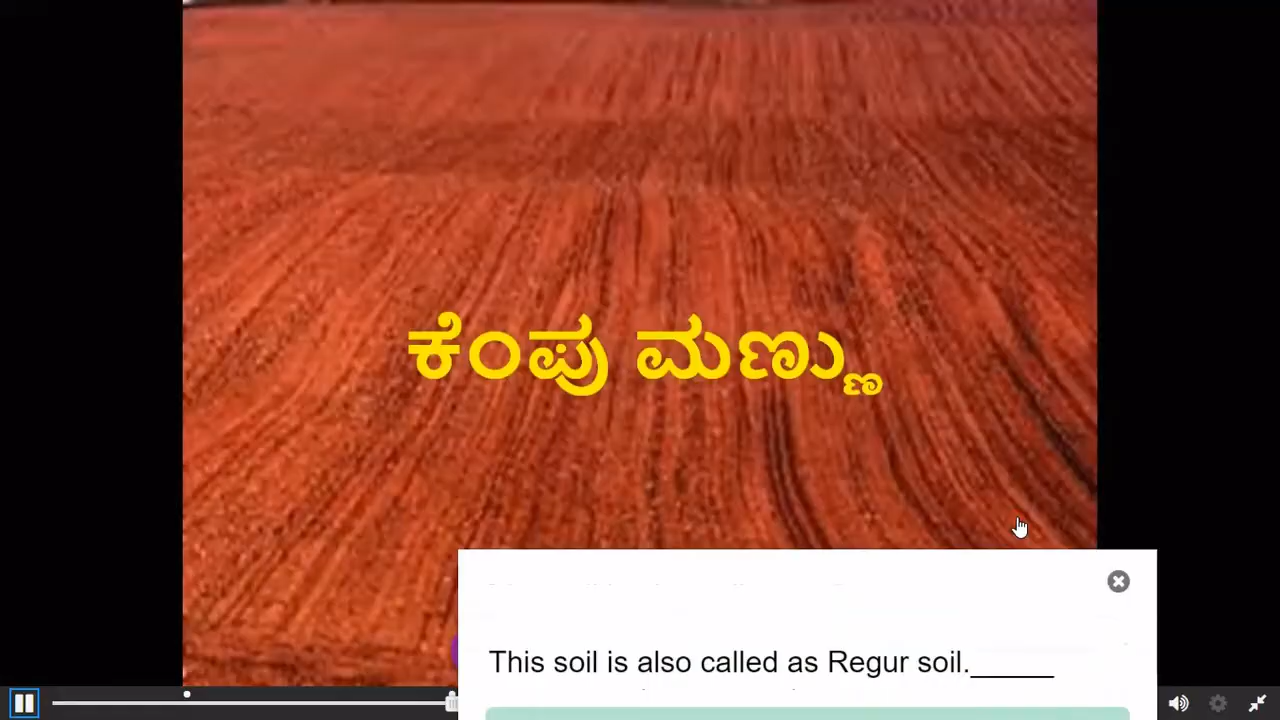 ಕೆಂಪು ಮಣ್ಣು
This soil is also called as Regur soil.______